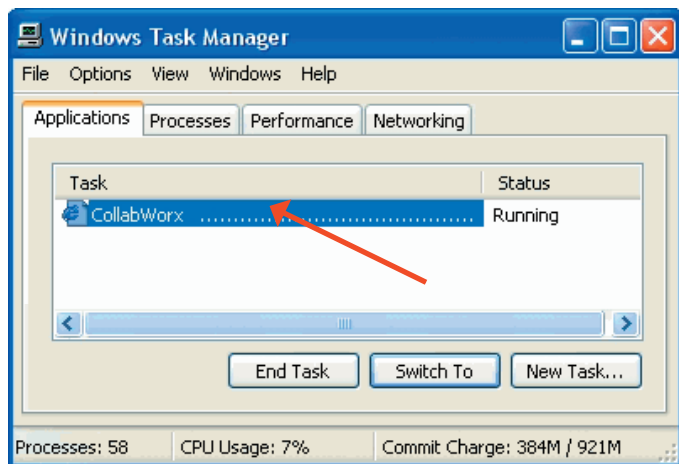 Windows Task Manager
File Options View Windows Help
Applications Processes Performance Networking
Task Status
CollabWorx ......................................... Running
End Task Switch To New Task...
Processes: 58 CPU Usage: 7% Commit Charge: 384M / 921M